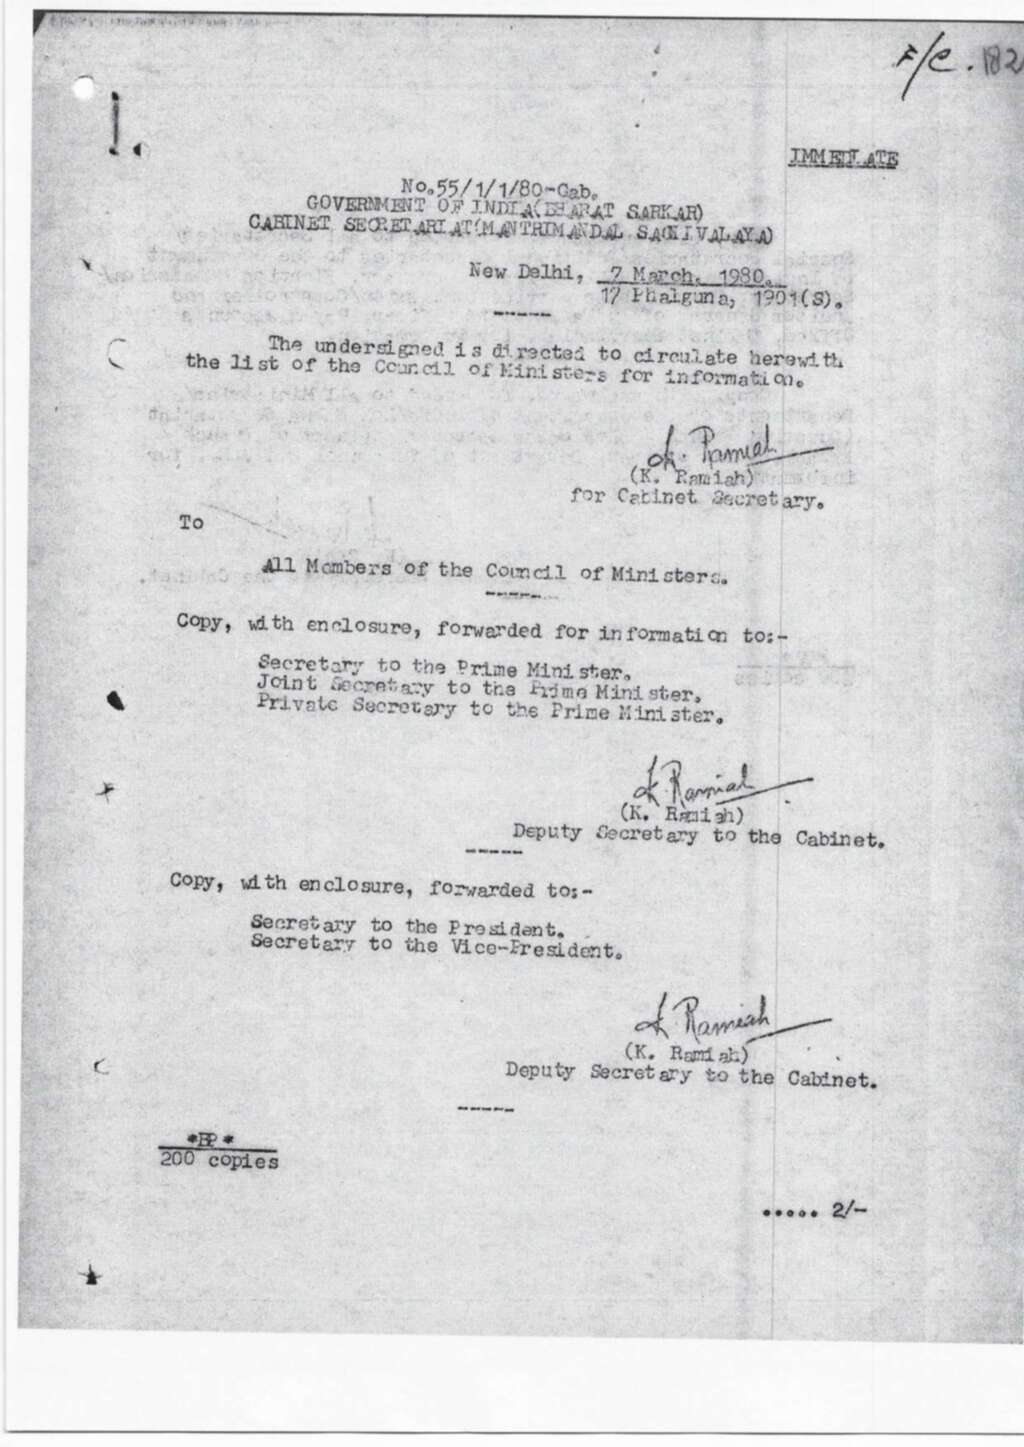 F/C. 182
1.
IMMEDIATE
No.55/1/1/80-Cab.
GOVERNMENT OF INDIA(BHARAT SARKAR)
CABINET SECRETARIAT(MANTRIMANDAL SACHIVALAYA)
New Delhi, 7 March, 1980.
17 Phalguna, 1901(S).
-----
The undersigned is directed to circulate herewith
the list of the Council of Ministers for information.
K. Ramiah
(K. Ramiah)
for Cabinet Secretary.
To
All Members of the Council of Ministers.
-----
Copy, with enclosure, forwarded for information to:-
Secretary to the Prime Minister.
Joint Secretary to the Prime Minister.
Private Secretary to the Prime Minister.
K Ramiah
(K. Ramiah)
Deputy Secretary to the Cabinet.
-----
Copy, with enclosure, forwarded to:-
Secretary to the President.
Secretary to the Vice-President.
K Ramiah
(K. Ramiah)
Deputy Secretary to the Cabinet.
-----
*BP*
200 copies
..... 2/-